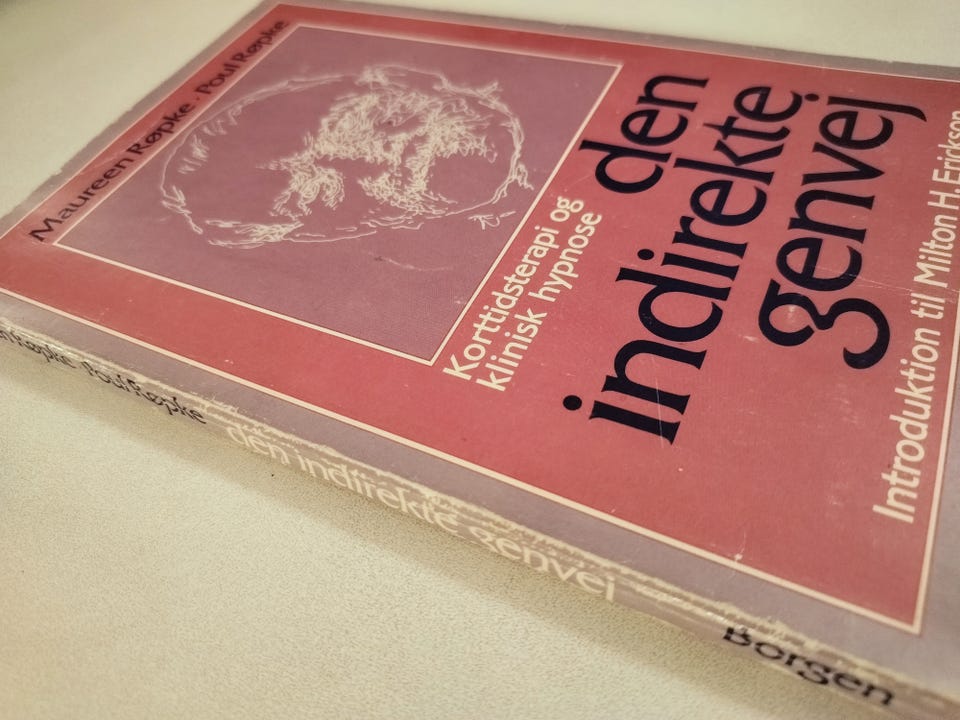 Maureen Røpke · Poul Røpke
Korttidsterapi og
klinisk hypnose
den
indirekte
genvej
Introduktion til Milton H. Erickson
Røpke Poul Røpke
den indirekte genvej
Borgen